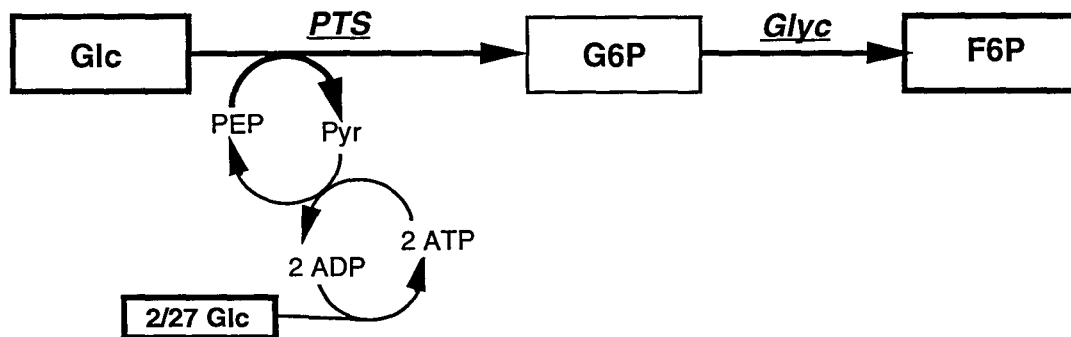 PTS
Glyc
Glc
G6P
F6P
PEP
Pyr
2 ATP
2 ADP
2/27 Glc